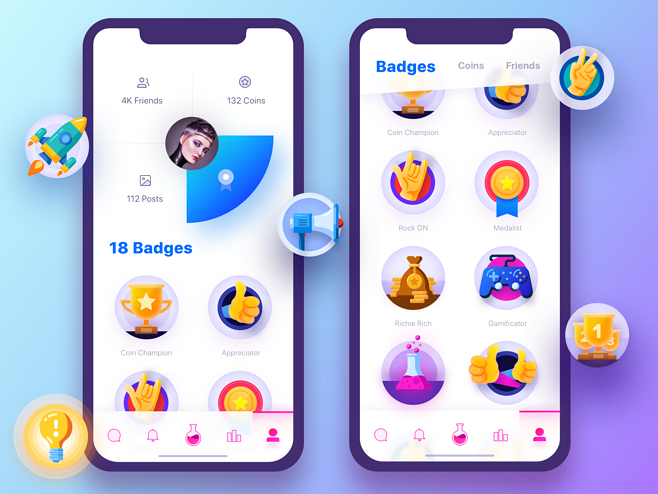 4K Friends
132 Coins
112 Posts
18 Badges
Coin Champion
Appreciator
Badges
Coins
Friends
Coin Champion
Appreciator
Rock ON
Medalist
Richie Rich
Gamificator
1